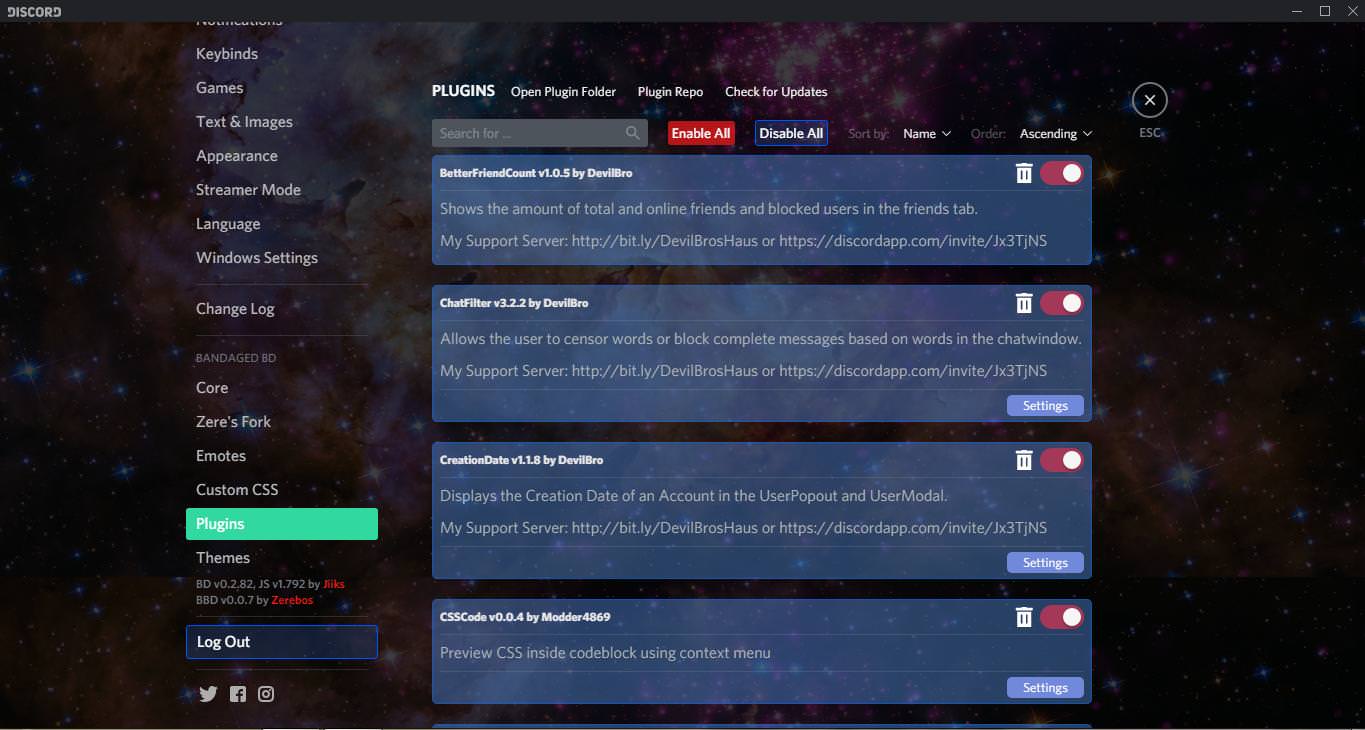 DISCORD
Notifications
Keybinds
Games
Text & Images
Appearance
Streamer Mode
Language
Windows Settings
Change Log
BANDAGED BD
Core
Zere's Fork
Emotes
Custom CSS
Plugins
Themes
BD v0.2.82, JS v1.792 by Jiiks
BBD v0.0.7 by Zerebos
Log Out
PLUGINS Open Plugin Folder Plugin Repo Check for Updates
Search for ... Enable All Disable All Sort by: Name Order: Ascending
ESC
BetterFriendCount v1.0.5 by DevilBro
Shows the amount of total and online friends and blocked users in the friends tab.
My Support Server: http://bit.ly/DevilBrosHaus or https://discordapp.com/invite/Jx3TjNS
ChatFilter v3.2.2 by DevilBro
Allows the user to censor words or block complete messages based on words in the chatwindow.
My Support Server: http://bit.ly/DevilBrosHaus or https://discordapp.com/invite/Jx3TjNS
Settings
CreationDate v1.1.8 by DevilBro
Displays the Creation Date of an Account in the UserPopout and UserModal.
My Support Server: http://bit.ly/DevilBrosHaus or https://discordapp.com/invite/Jx3TjNS
Settings
CSSCode v0.0.4 by Modder4869
Preview CSS inside codeblock using context menu
Settings